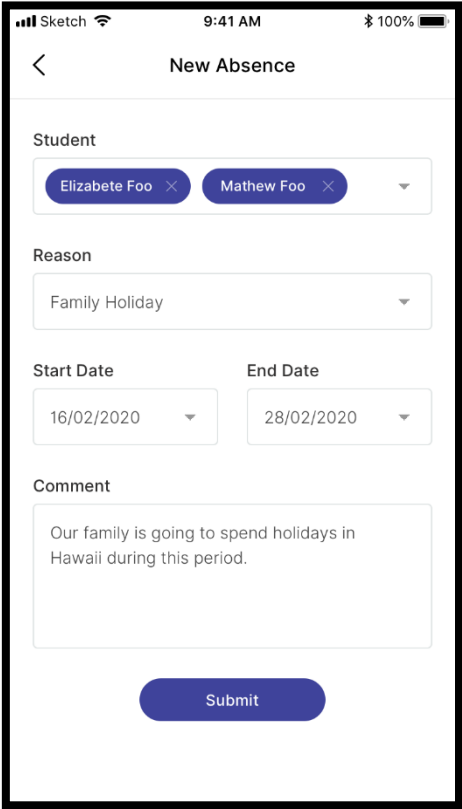 Sketch 9:41 AM 100%
New Absence
Student
Elizabete Foo Mathew Foo
Reason
Family Holiday
Start Date End Date
16/02/2020 28/02/2020
Comment
Our family is going to spend holidays in
Hawaii during this period.
Submit